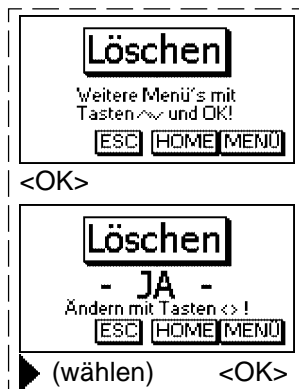 Löschen
Weitere Menü's mit
Tasten und OK!
ESC HOME MENÜ
<OK>
Löschen
- JA -
Ändern mit Tasten <> !
ESC HOME MENÜ
(wählen) <OK>